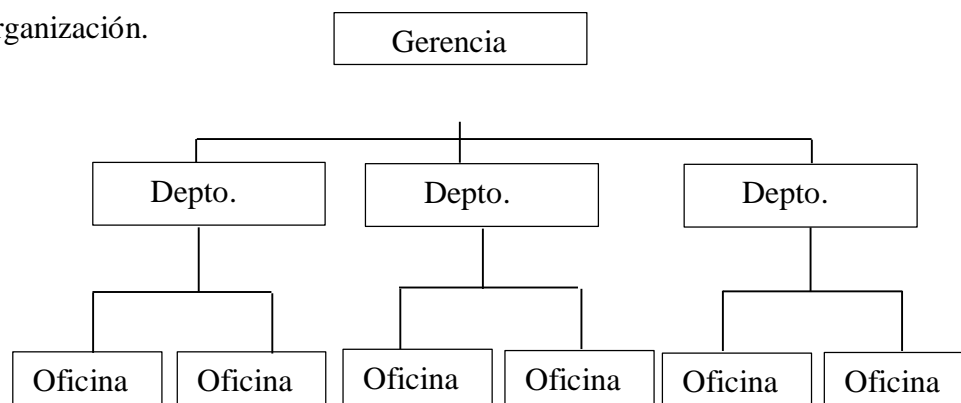 rganización.
Gerencia
Depto.
Depto.
Depto.
Oficina
Oficina
Oficina
Oficina
Oficina
Oficina